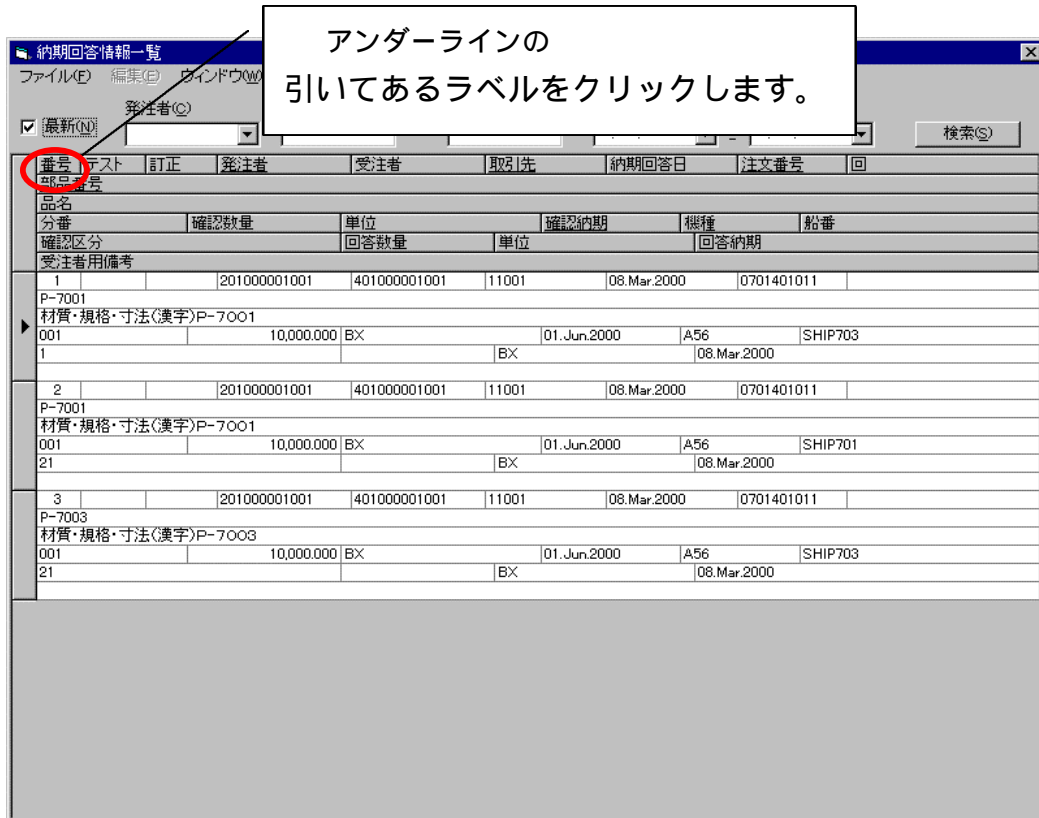 アンダーラインの
引いてあるラベルをクリックします。
納期回答情報一覧
ファイル(F) 編集(E) ウィンドウ(W)
発注者(C)
最新(N) 検索(S)
番号 テスト 訂正 発注者 受注者 取引先 納期回答日 注文番号 回
部品番号
品名
分番 確認数量 単位 確認納期 機種 船番
確認区分 回答数量 単位 回答納期
受注者用備考
1 201000001001 401000001001 11001 08.Mar.2000 0701401011
P-7001
材質・規格・寸法(漢字)P-7001
001 10,000.000 BX 01.Jun.2000 A56 SHIP703
1 BX 08.Mar.2000
2 201000001001 401000001001 11001 08.Mar.2000 0701401011
P-7001
材質・規格・寸法(漢字)P-7001
001 10,000.000 BX 01.Jun.2000 A56 SHIP701
21 BX 08.Mar.2000
3 201000001001 401000001001 11001 08.Mar.2000 0701401011
P-7003
材質・規格・寸法(漢字)P-7003
001 10,000.000 BX 01.Jun.2000 A56 SHIP703
21 BX 08.Mar.2000